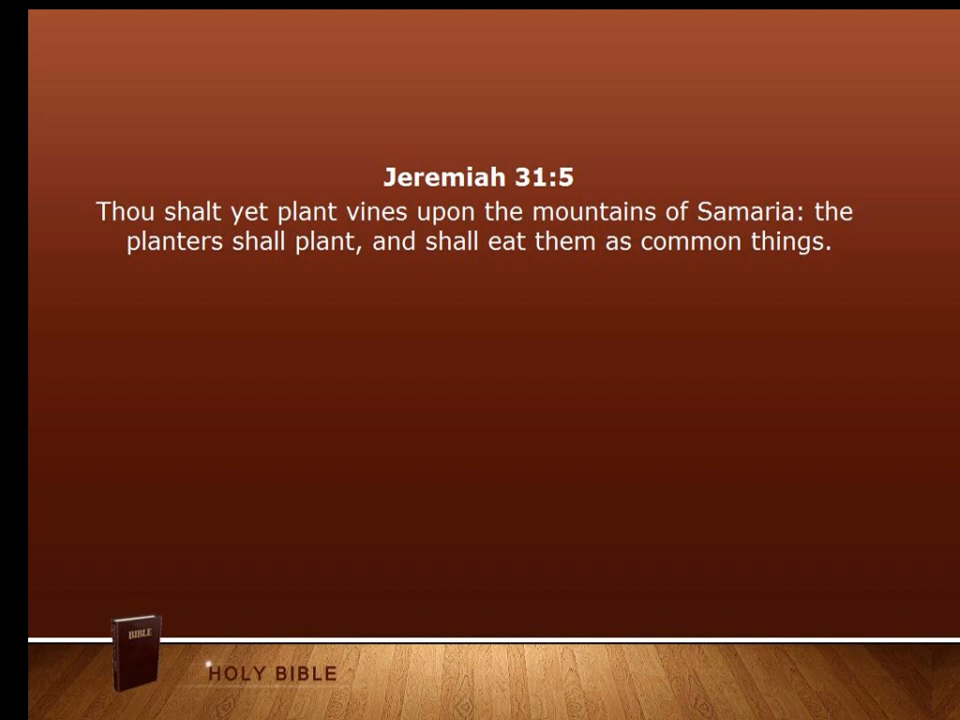 Jeremiah 31:5
Thou shalt yet plant vines upon the mountains of Samaria: the
planters shall plant, and shall eat them as common things.
BIBLE
HOLY BIBLE